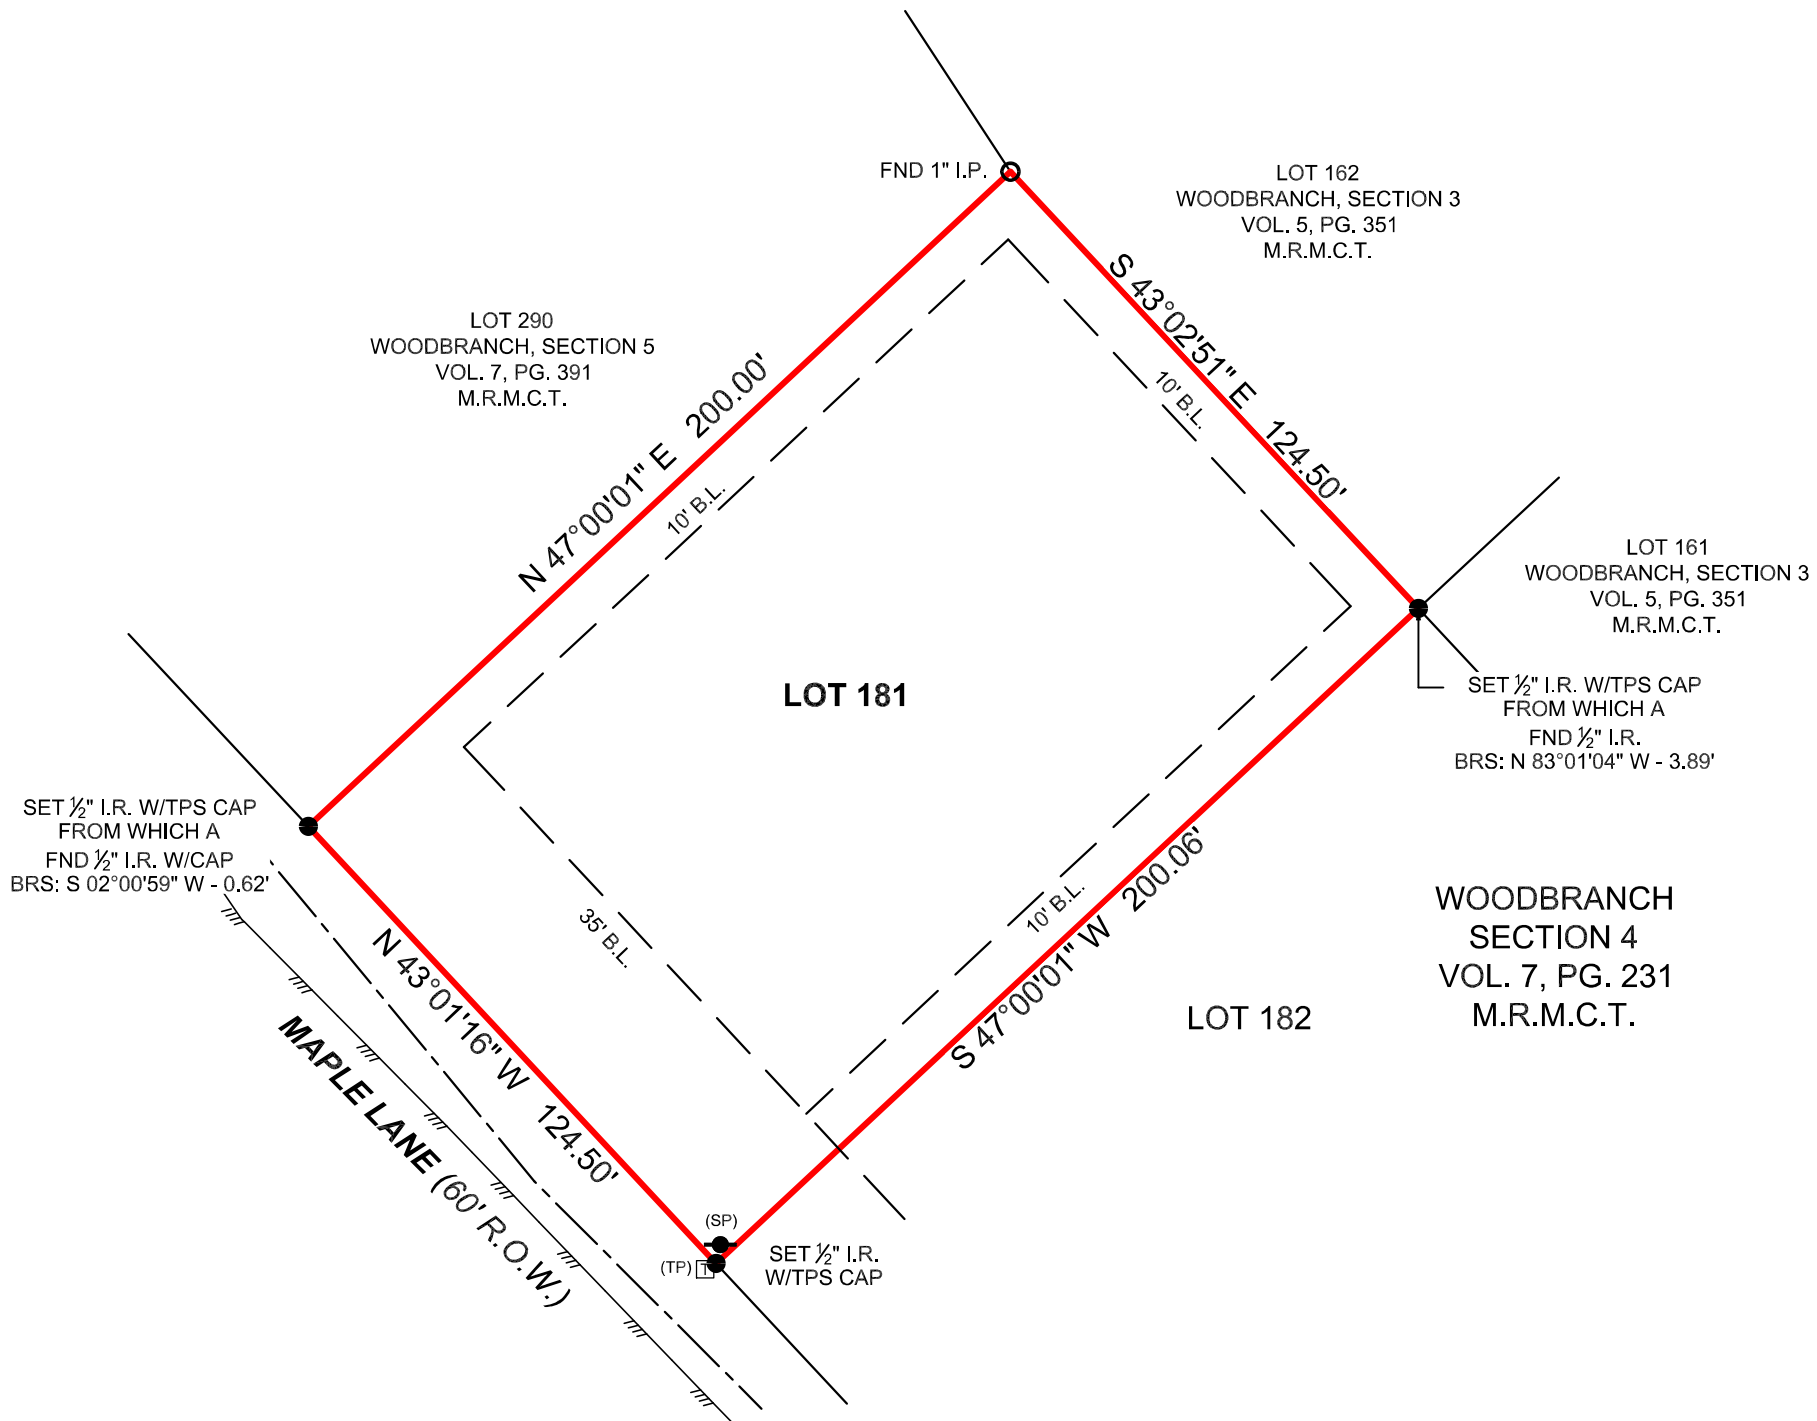 FND 1" I.P.
LOT 162
WOODBRANCH, SECTION 3
VOL. 5, PG. 351
M.R.M.C.T.
S 43°02'51" E 124.50'
LOT 290
WOODBRANCH, SECTION 5
VOL. 7, PG. 391
M.R.M.C.T.
N 47°00'01" E 200.00'
10' B.L.
10' B.L.
LOT 161
WOODBRANCH, SECTION 3
VOL. 5, PG. 351
M.R.M.C.T.
SET ½" I.R. W/TPS CAP
FROM WHICH A
FND ½" I.R.
BRS: N 83°01'04" W - 3.89'
LOT 181
SET ½" I.R. W/TPS CAP
FROM WHICH A
FND ½" I.R. W/CAP
BRS: S 02°00'59" W - 0.62'
35' B.L.
10' B.L.
S 47°00'01" W 200.06'
WOODBRANCH
SECTION 4
VOL. 7, PG. 231
M.R.M.C.T.
LOT 182
N 43°01'16" W 124.50'
MAPLE LANE (60' R.O.W.)
(SP)
(TP) T
SET ½" I.R.
W/TPS CAP